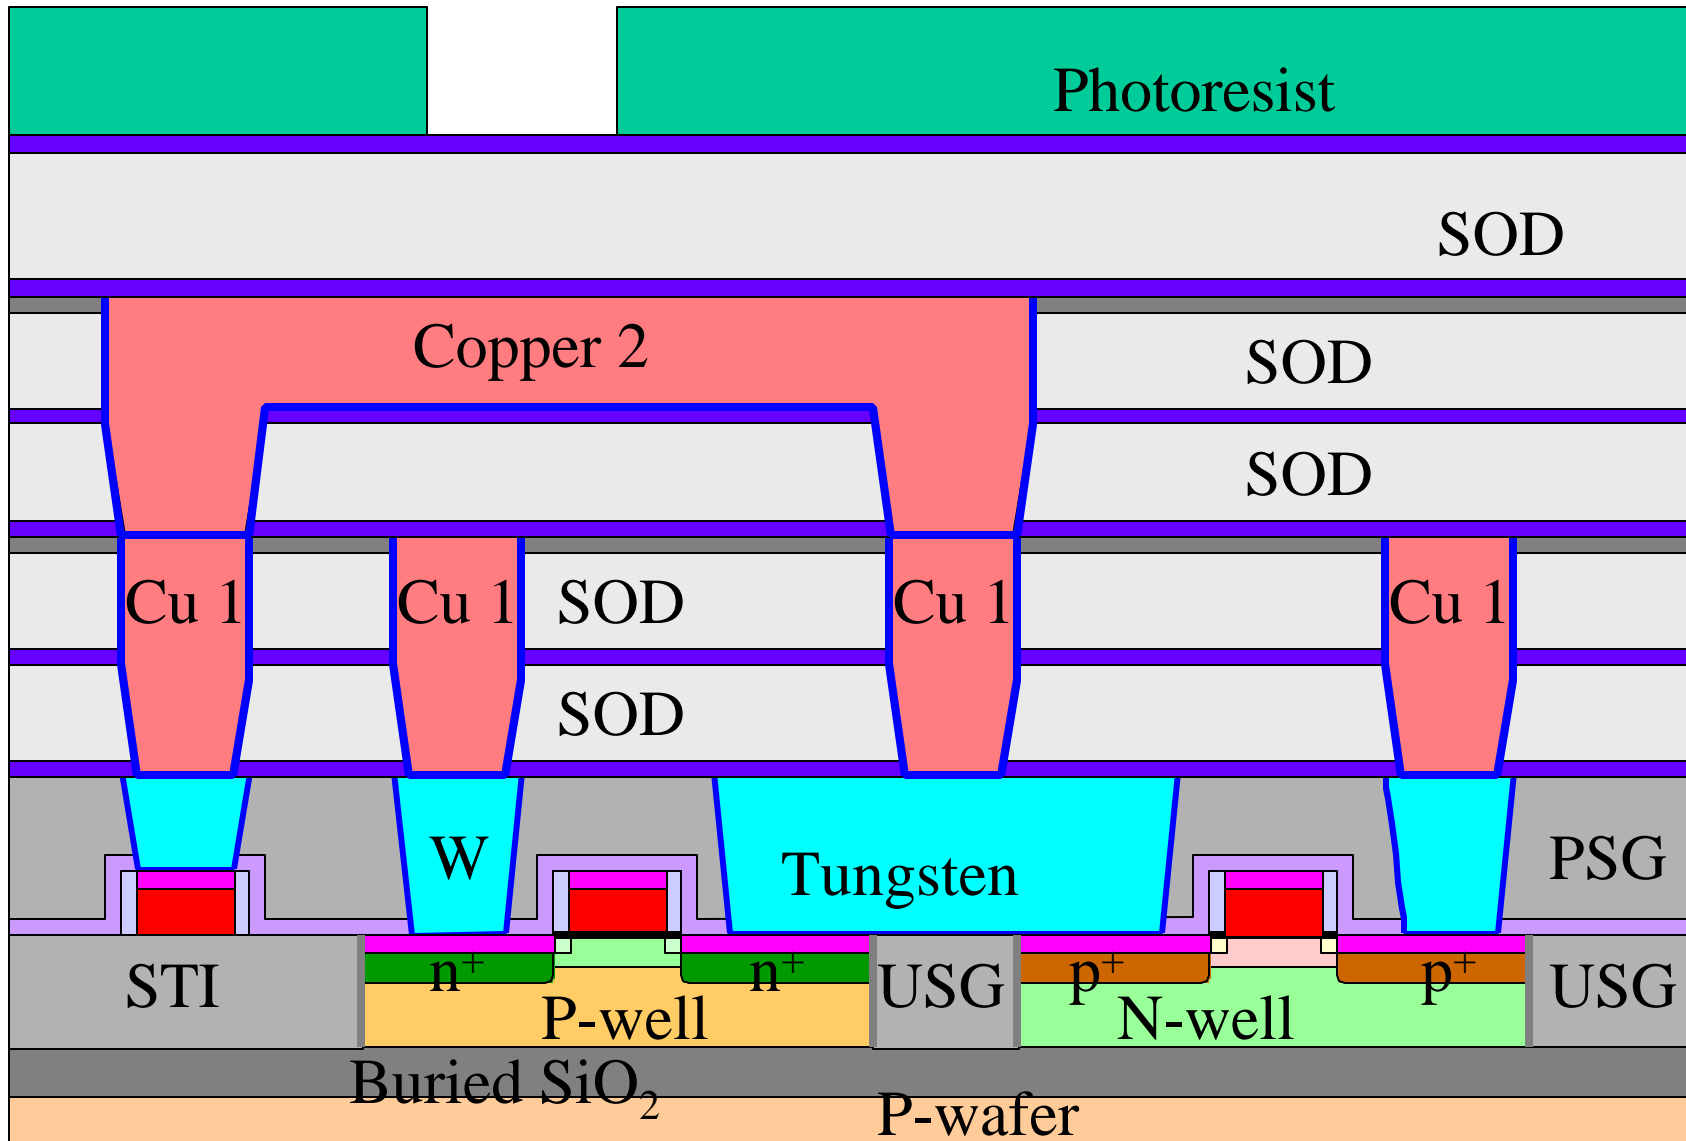 Photoresist
SOD
Copper 2
SOD
SOD
Cu 1
Cu 1
SOD
Cu 1
Cu 1
SOD
W
Tungsten
PSG
STI
n⁺
n⁺
USG
p⁺
p⁺
USG
P-well
N-well
Buried SiO₂
P-wafer